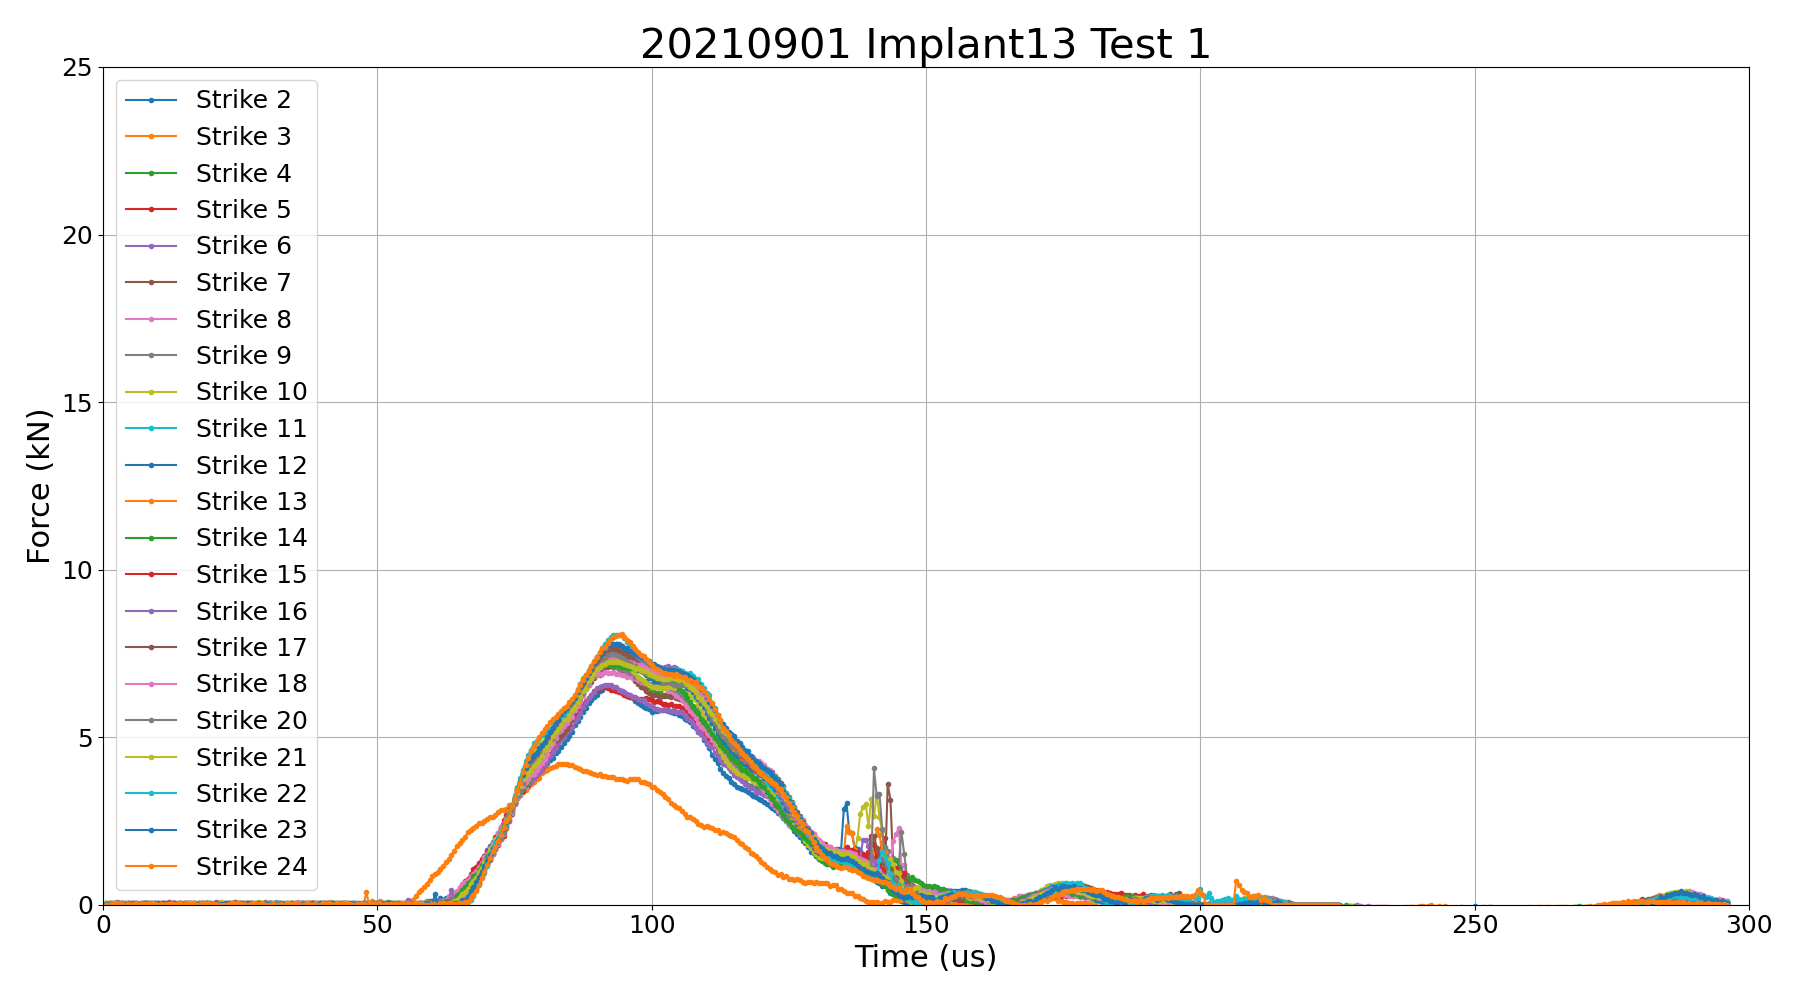 20210901 Implant13 Test 1
25
20
15
10
5
0
Force (kN)
Strike 2
Strike 3
Strike 4
Strike 5
Strike 6
Strike 7
Strike 8
Strike 9
Strike 10
Strike 11
Strike 12
Strike 13
Strike 14
Strike 15
Strike 16
Strike 17
Strike 18
Strike 20
Strike 21
Strike 22
Strike 23
Strike 24
0 50 100 150 200 250 300
Time (us)